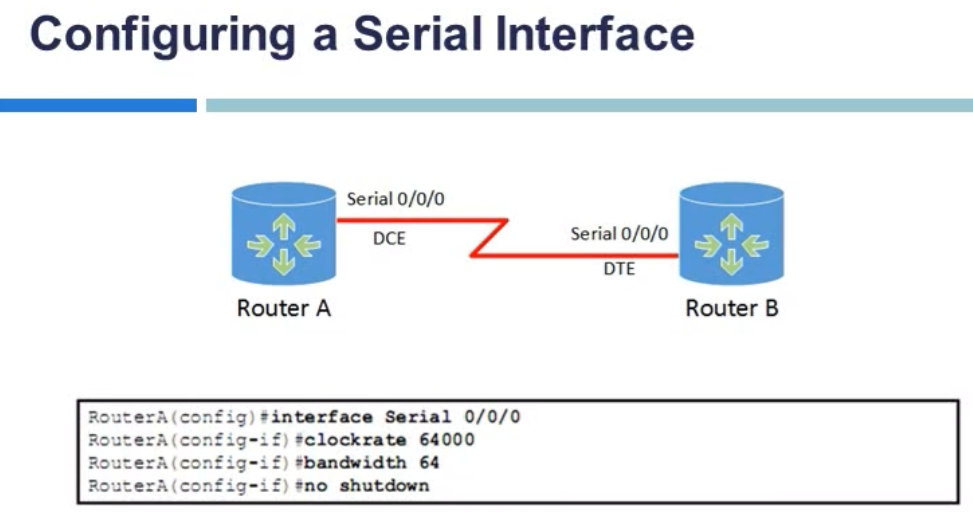 Configuring a Serial Interface
Serial 0/0/0
DCE
Serial 0/0/0
DTE
Router A
Router B
RouterA(config)#interface Serial 0/0/0
RouterA(config-if)#clockrate 64000
RouterA(config-if)#bandwidth 64
RouterA(config-if)#no shutdown